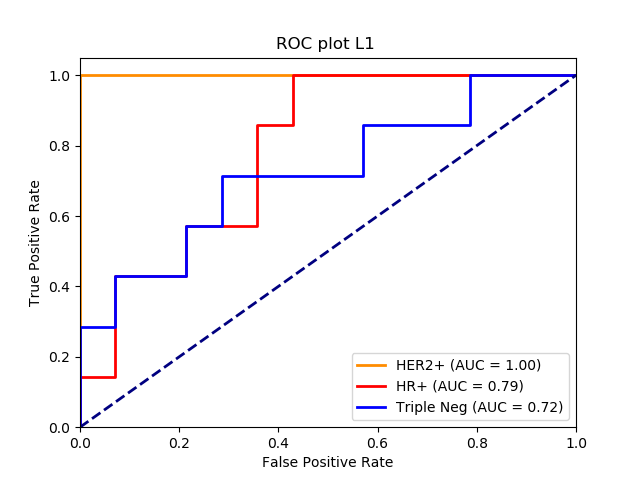 ROC plot L1
True Positive Rate
1.0
0.8
0.6
0.4
0.2
0.0
HER2+ (AUC = 1.00)
HR+ (AUC = 0.79)
Triple Neg (AUC = 0.72)
0.0 0.2 0.4 0.6 0.8 1.0
False Positive Rate